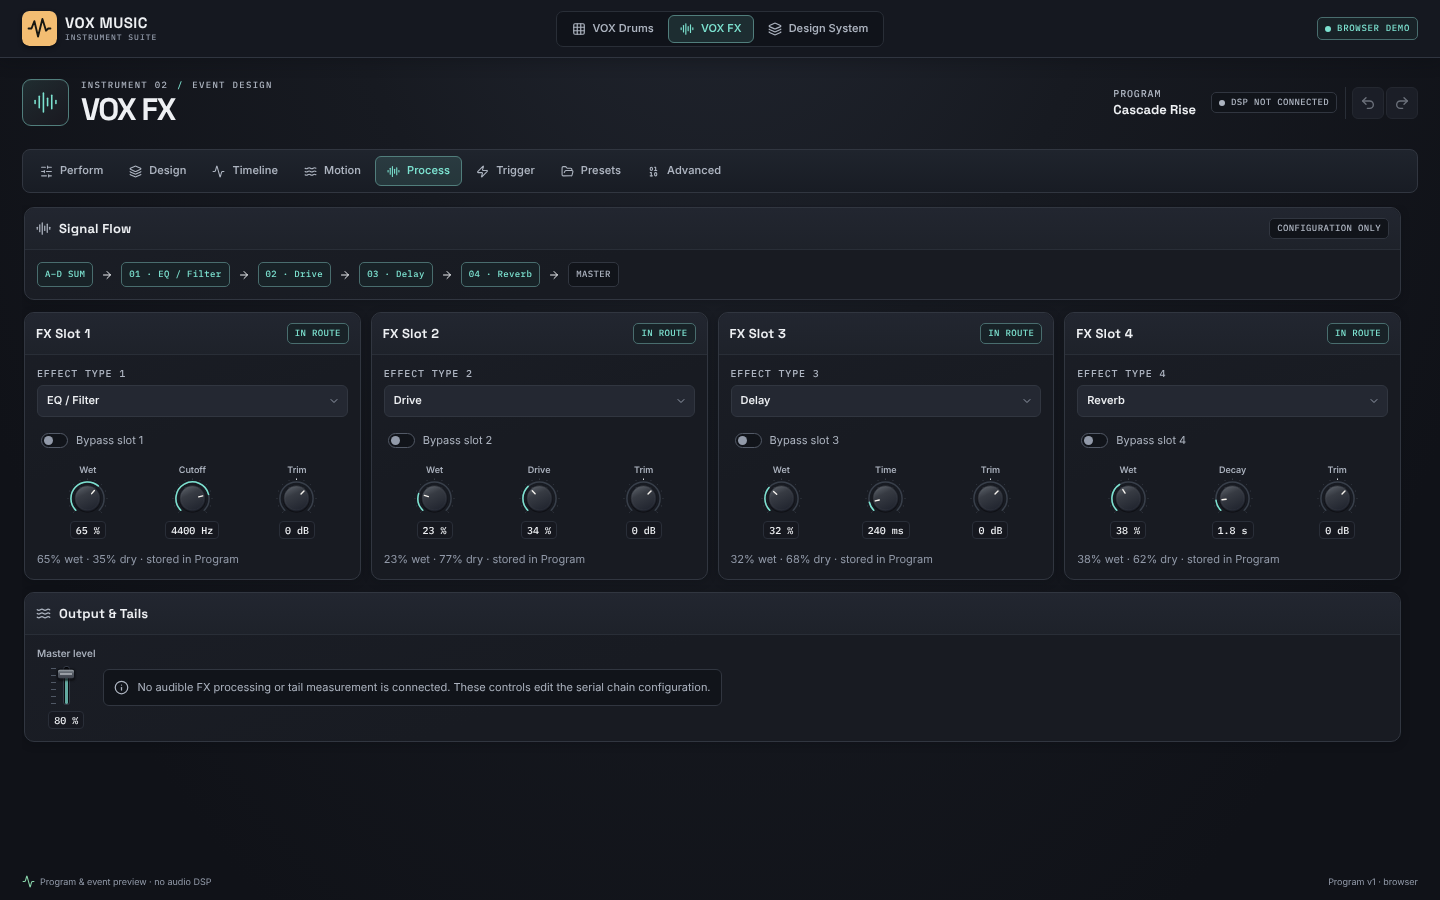 VOX MUSIC
INSTRUMENT SUITE
VOX Drums
VOX FX
Design System
BROWSER DEMO
INSTRUMENT 02 / EVENT DESIGN
VOX FX
PROGRAM
Cascade Rise
DSP NOT CONNECTED
Perform
Design
Timeline
Motion
Process
Trigger
Presets
Advanced
Signal Flow
CONFIGURATION ONLY
A-D SUM
01 · EQ / Filter
02 · Drive
03 · Delay
04 · Reverb
MASTER
FX Slot 1
IN ROUTE
EFFECT TYPE 1
EQ / Filter
Bypass slot 1
Wet
Cutoff
Trim
65 %
4400 Hz
0 dB
65% wet · 35% dry · stored in Program
FX Slot 2
IN ROUTE
EFFECT TYPE 2
Drive
Bypass slot 2
Wet
Drive
Trim
23 %
34 %
0 dB
23% wet · 77% dry · stored in Program
FX Slot 3
IN ROUTE
EFFECT TYPE 3
Delay
Bypass slot 3
Wet
Time
Trim
32 %
240 ms
0 dB
32% wet · 68% dry · stored in Program
FX Slot 4
IN ROUTE
EFFECT TYPE 4
Reverb
Bypass slot 4
Wet
Decay
Trim
38 %
1.8 s
0 dB
38% wet · 62% dry · stored in Program
Output & Tails
Master level
80 %
No audible FX processing or tail measurement is connected. These controls edit the serial chain configuration.
Program & event preview · no audio DSP
Program v1 · browser